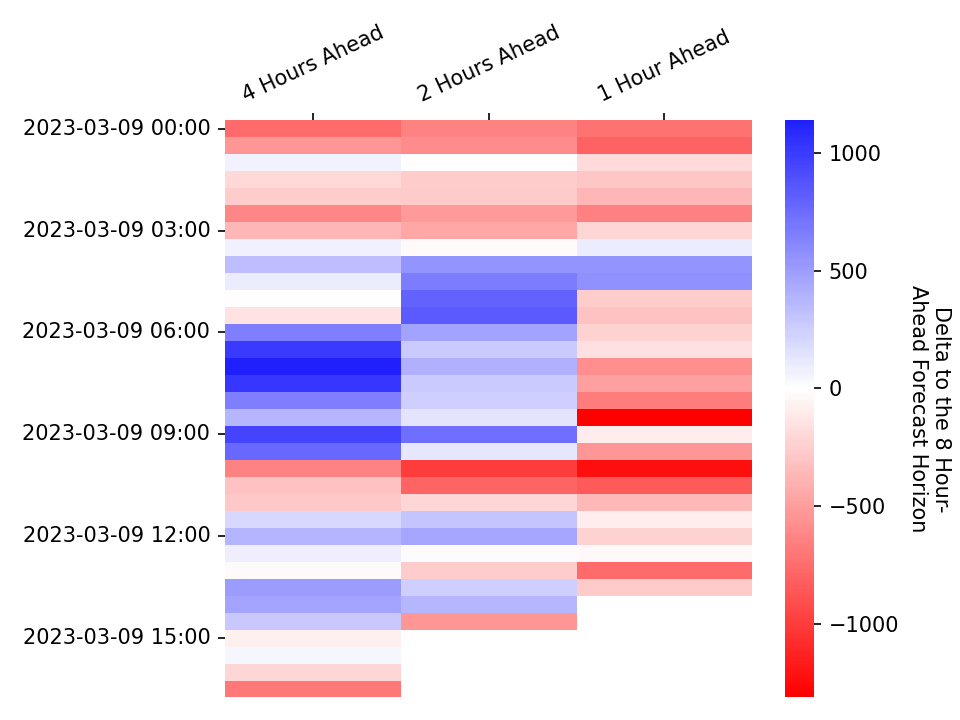 4 Hours Ahead
2 Hours Ahead
1 Hour Ahead
2023-03-09 00:00
2023-03-09 03:00
2023-03-09 06:00
2023-03-09 09:00
2023-03-09 12:00
2023-03-09 15:00
1000
500
0
−500
−1000
Delta to the 8 Hour-
Ahead Forecast Horizon